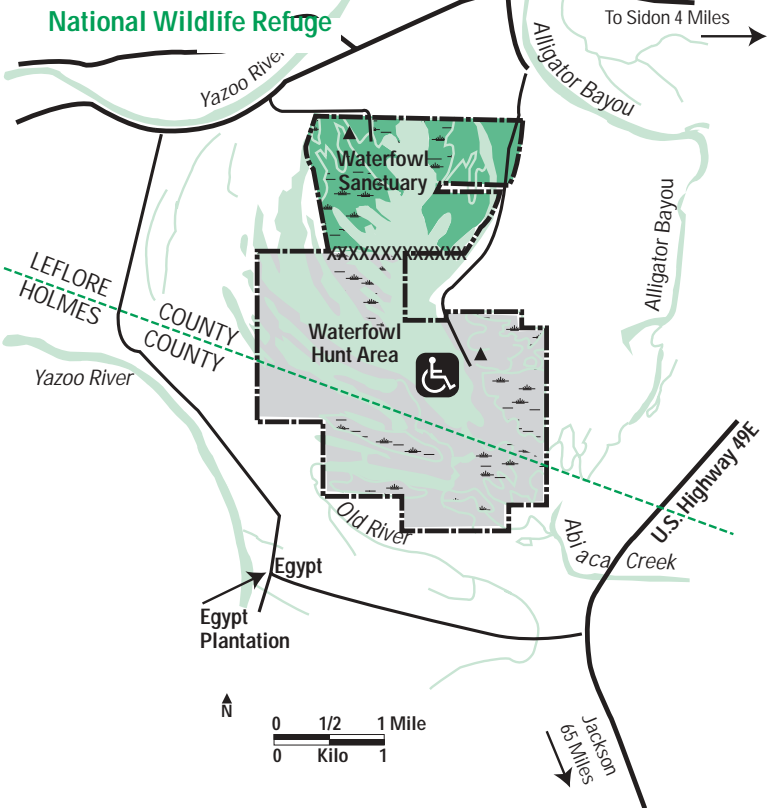 National Wildlife Refuge
To Sidon 4 Miles
Yazoo River
Alligator Bayou
Waterfowl
Sanctuary
XXXXXXXXXXXXXX
Alligator Bayou
LEFLORE
HOLMES
COUNTY
COUNTY
Waterfowl
Hunt Area
Yazoo River
U.S. Highway 49E
Old River
Abiaca Creek
Egypt
Egypt
Plantation
N
0 1/2 1 Mile
0 Kilo 1
Jackson
65 Miles